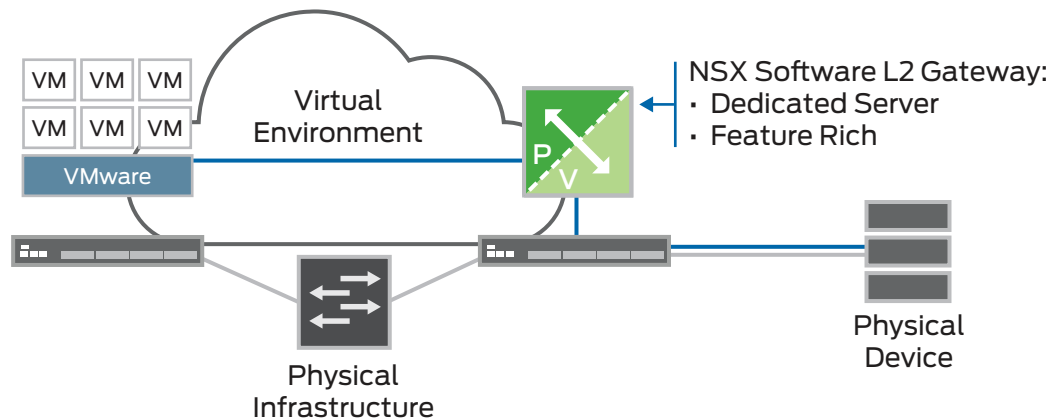 VM VM VM
VM VM VM
VMware
Virtual
Environment
P
V
NSX Software L2 Gateway:
· Dedicated Server
· Feature Rich
Physical
Infrastructure
Physical
Device